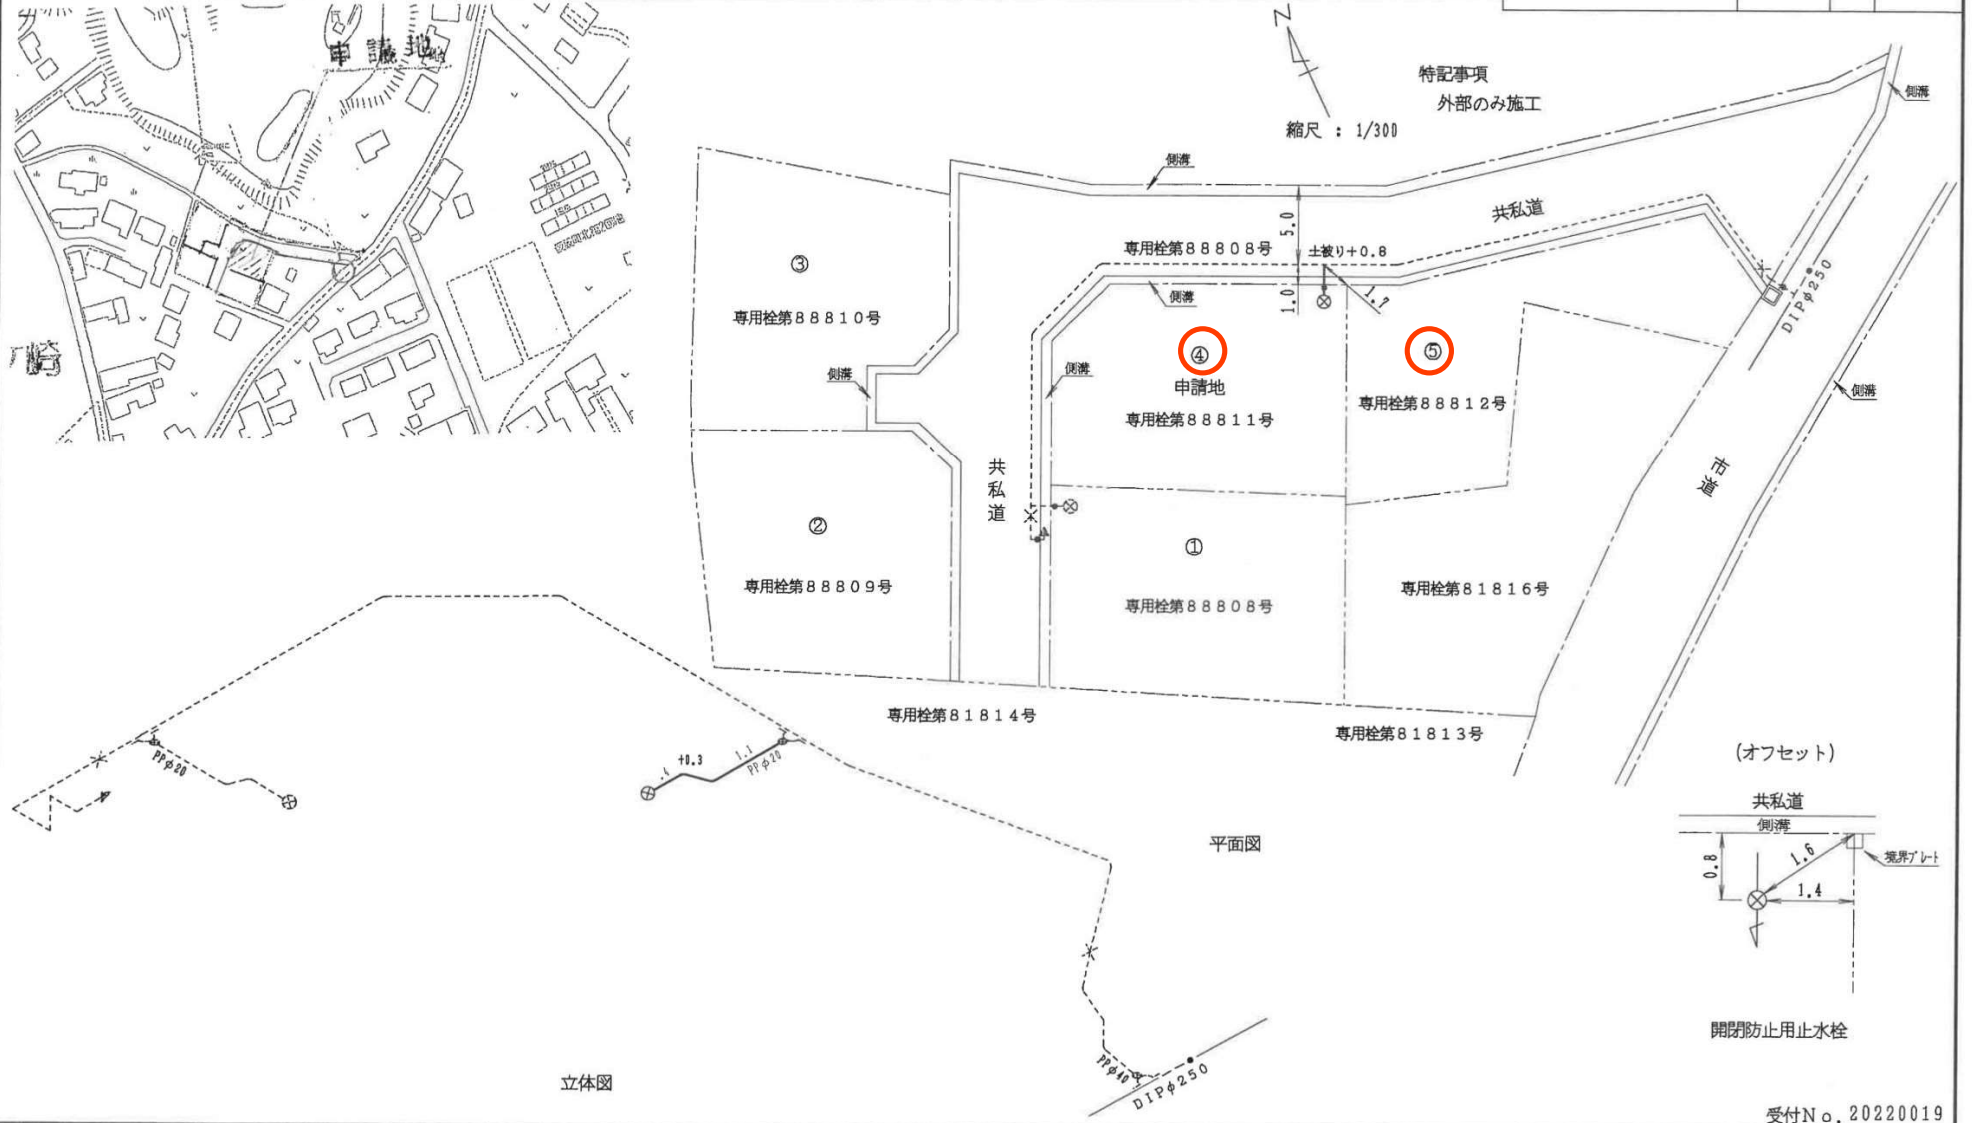 申請地
N
特記事項
外部のみ施工
縮尺 : 1/300
側溝
側溝
共私道
5.0
専用栓第88808号
土被り+0.8
③
1.0
側溝
1.7
DIPφ250
専用栓第88810号
④
⑤
側溝
側溝
側溝
申請地
専用栓第88812号
専用栓第88811号
崎
共私道
市道
②
①
専用栓第88809号
専用栓第81816号
専用栓第88808号
専用栓第81814号
専用栓第81813号
(オフセット)
PPφ20
.4
+0.3
1.1
PPφ20
共私道
側溝
平面図
0.8
1.6
境界プレート
1.4
開閉防止用止水栓
PPφ40
立体図
DIPφ250
受付No.20220019